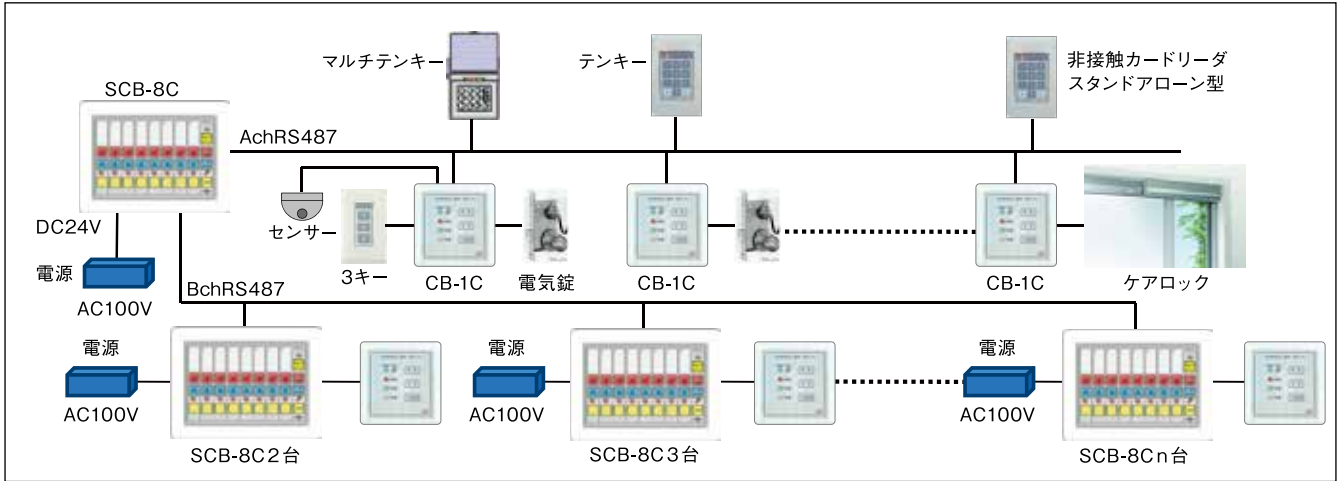 マルチテンキー
テンキー
非接触カードリーダ
スタンドアローン型
SCB-8C
AchRS487
センサー
3キー
CB-1C
電気錠
CB-1C
CB-1C
ケアロック
DC24V
電源
AC100V
BchRS487
電源
AC100V
SCB-8C2台
電源
AC100V
SCB-8C3台
電源
AC100V
SCB-8Cn台